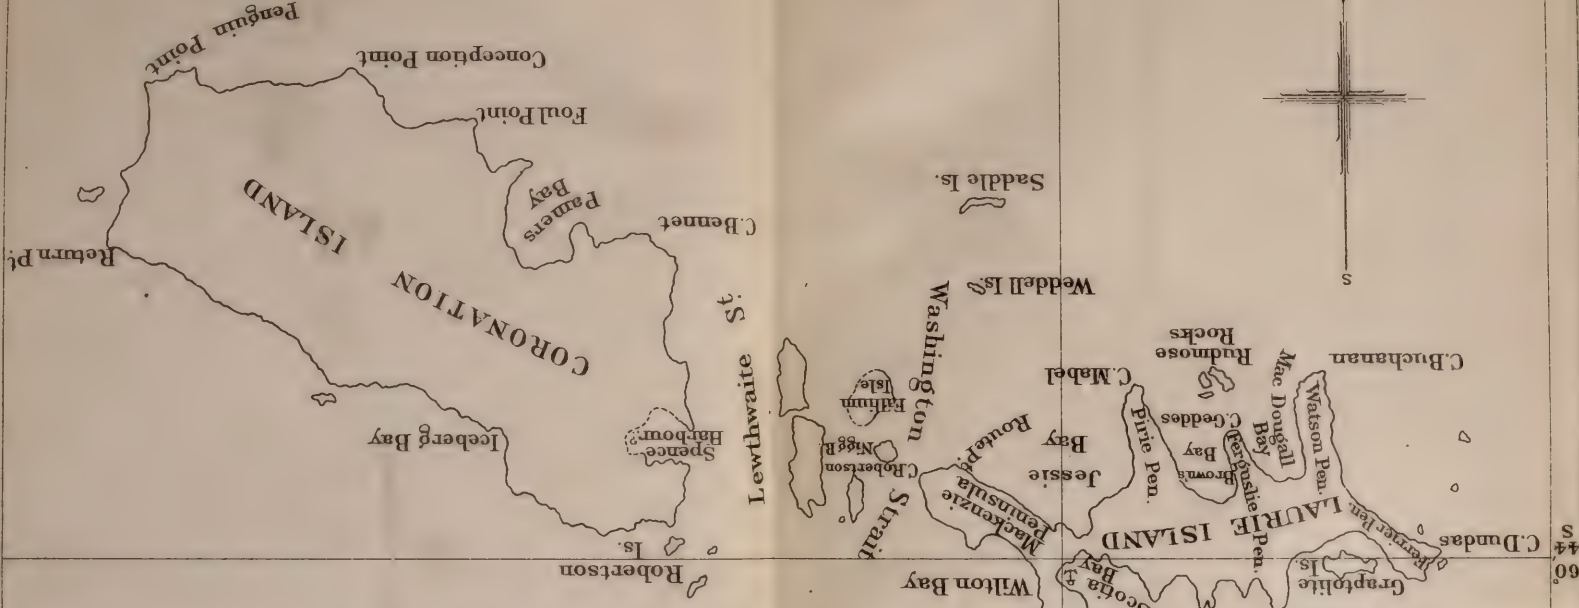 Penguin Point
Conception Point
Foul Point
Pamers
Bay
C. Bennet
Return Pt.
CORONATION
ISLAND
Iceberg Bay
Spence
Harbour?
Robertson
Is.
Lewthwaite St.
Saddle Is.
Weddell Is.
Washington
Strait
Eillium
Isle
Nigg R.
C. Robertson
Route Pt.
Mackenzie
Peninsula
Jessie
Bay
C. Mabel
Pirie Pen.
Rudmose
Rocks
C. Geddes
Brown's
Bay
Ferguslie Pen.
Mac Dougall
Bay
Watson Pen.
C. Buchanan
LAURIE ISLAND
Ferrier Pen.
C. Dundas
Graptolite
Is.
Scotia
Bay
Wilton Bay
S
60°
44
S